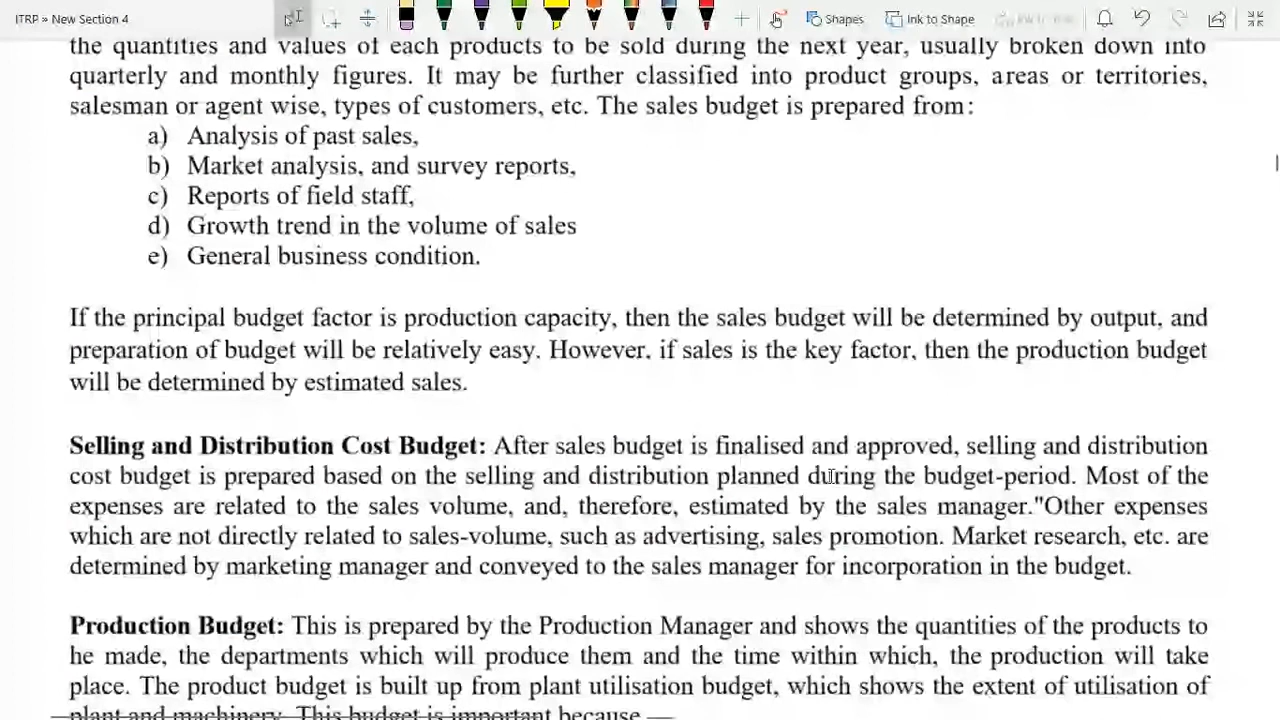 ITRP » New Section 4
Shapes
Ink to Shape
the quantities and values of each products to be sold during the next year, usually broken down into
quarterly and monthly figures. It may be further classified into product groups, areas or territories,
salesman or agent wise, types of customers, etc. The sales budget is prepared from:
a) Analysis of past sales,
b) Market analysis, and survey reports,
c) Reports of field staff,
d) Growth trend in the volume of sales
e) General business condition.
If the principal budget factor is production capacity, then the sales budget will be determined by output, and
preparation of budget will be relatively easy. However, if sales is the key factor, then the production budget
will be determined by estimated sales.
Selling and Distribution Cost Budget: After sales budget is finalised and approved, selling and distribution
cost budget is prepared based on the selling and distribution planned during the budget-period. Most of the
expenses are related to the sales volume, and, therefore, estimated by the sales manager."Other expenses
which are not directly related to sales-volume, such as advertising, sales promotion. Market research, etc. are
determined by marketing manager and conveyed to the sales manager for incorporation in the budget.
Production Budget: This is prepared by the Production Manager and shows the quantities of the products to
he made, the departments which will produce them and the time within which, the production will take
place. The product budget is built up from plant utilisation budget, which shows the extent of utilisation of
plant and machinery. This budget is important because